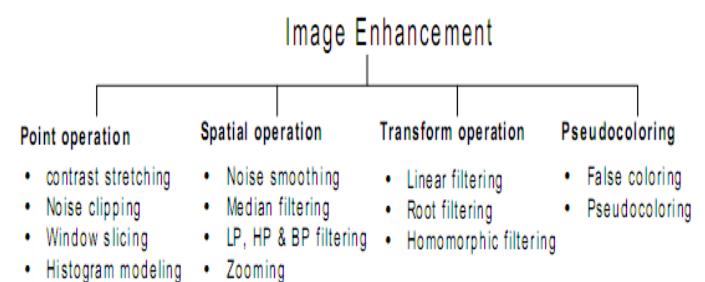 Image Enhancement
Point operation
• contrast stretching
• Noise clipping
• Window slicing
• Histogram modeling
Spatial operation
• Noise smoothing
• Median filtering
• LP, HP & BP filtering
• Zooming
Transform operation
• Linear filtering
• Root filtering
• Homomorphic filtering
Pseudocoloring
• False coloring
• Pseudocoloring